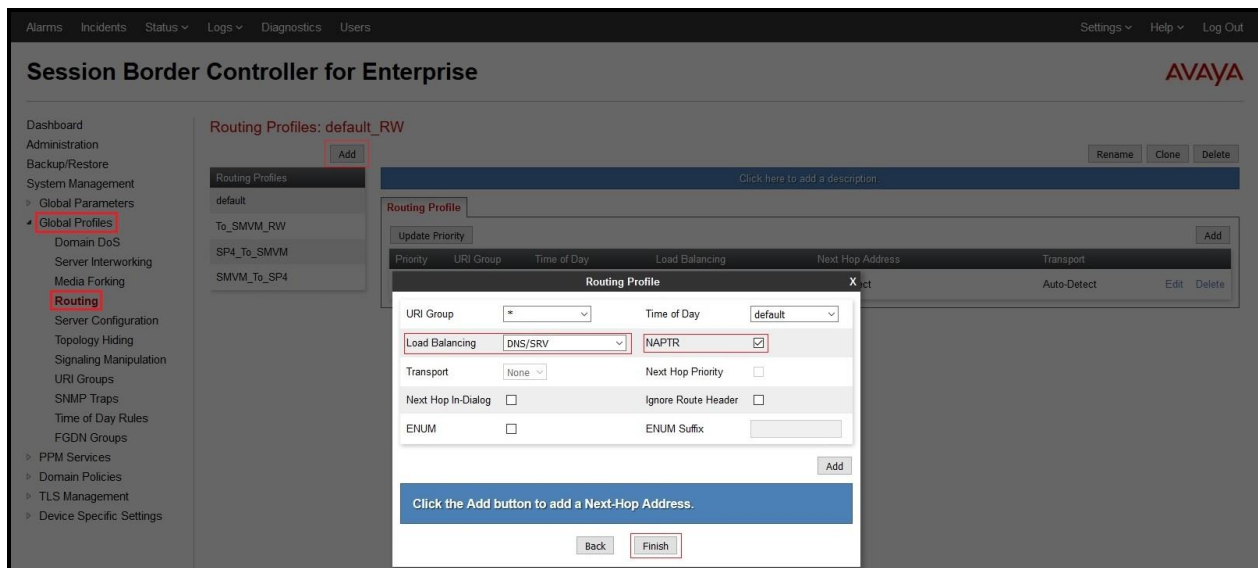 Alarms Incidents Status Logs Diagnostics Users Settings Help Log Out
Session Border Controller for Enterprise
AVAYA
Dashboard
Administration
Backup/Restore
System Management
Global Parameters
Global Profiles
Domain DoS
Server Interworking
Media Forking
Routing
Server Configuration
Topology Hiding
Signaling Manipulation
URI Groups
SNMP Traps
Time of Day Rules
FGDN Groups
PPM Services
Domain Policies
TLS Management
Device Specific Settings
Routing Profiles: default_RW
Add
Rename Clone Delete
Routing Profiles
default
To_SMVM_RW
SP4_To_SMVM
SMVM_To_SP4
Click here to add a description.
Routing Profile
Update Priority Add
Priority URI Group Time of Day Load Balancing Next Hop Address Transport
Auto-Detect Edit Delete
Routing Profile X
URI Group * Time of Day default
Load Balancing DNS/SRV NAPTR
Transport None Next Hop Priority
Next Hop In-Dialog Ignore Route Header
ENUM ENUM Suffix
Add
Click the Add button to add a Next-Hop Address.
Back Finish